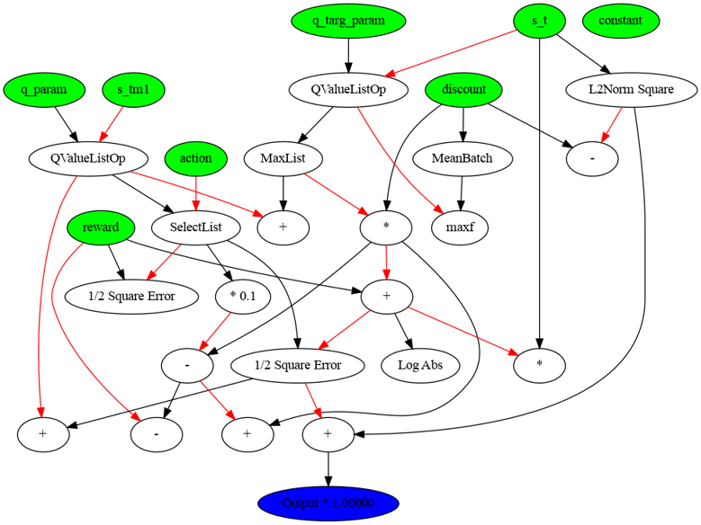 q_targ_param
s_t
constant
q_param
s_tm1
QValueListOp
discount
L2Norm Square
QValueListOp
action
MaxList
MeanBatch
-
reward
SelectList
+
*
maxf
1/2 Square Error
* 0.1
+
-
1/2 Square Error
Log Abs
*
+
-
+
+
Output * 1.00000